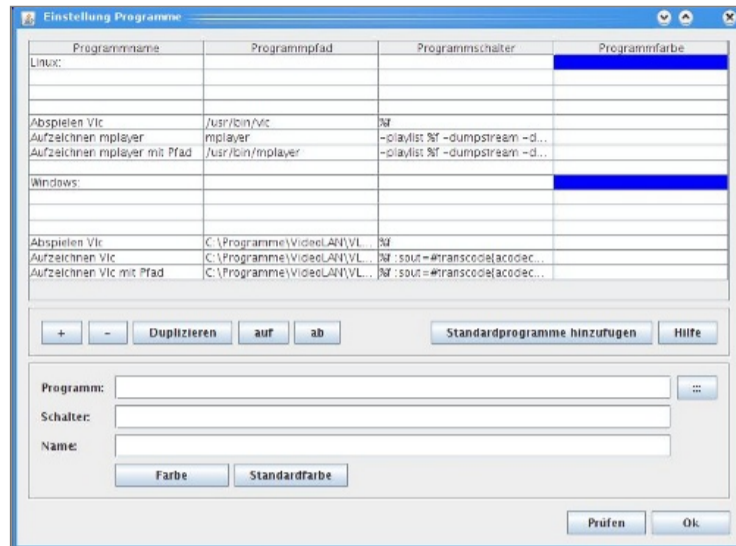 Einstellung Programme
Programmname Programmpfad Programmschalter Programmfarbe
Linux:
Abspielen Vlc /usr/bin/vlc %f
Aufzeichnen mplayer mplayer -playlist %f -dumpstream -d...
Aufzeichnen mplayer mit Pfad /usr/bin/mplayer -playlist %f -dumpstream -d...
Windows:
Abspielen Vlc C:\Programme\VideoLAN\VL... %f
Aufzeichnen Vlc C:\Programme\VideoLAN\VL... %f :sout=#transcode{acodec...
Aufzeichnen Vlc mit Pfad C:\Programme\VideoLAN\VL... %f :sout=#transcode{acodec...
+ - Duplizieren auf ab Standardprogramme hinzufügen Hilfe
Programm: :::
Schalter:
Name:
Farbe Standardfarbe
Prüfen Ok